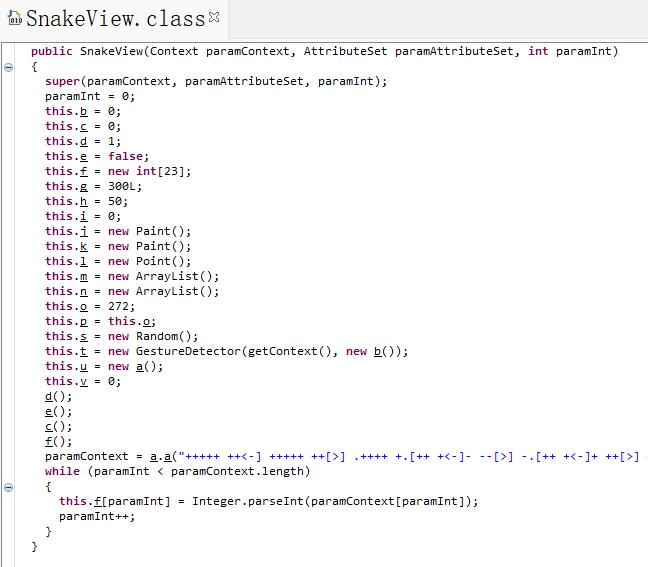 SnakeView.class
public SnakeView(Context paramContext, AttributeSet paramAttributeSet, int paramInt)
{
super(paramContext, paramAttributeSet, paramInt);
paramInt = 0;
this.b = 0;
this.c = 0;
this.d = 1;
this.e = false;
this.f = new int[23];
this.g = 300L;
this.h = 50;
this.i = 0;
this.j = new Paint();
this.k = new Paint();
this.l = new Point();
this.m = new ArrayList();
this.n = new ArrayList();
this.o = 272;
this.p = this.o;
this.s = new Random();
this.t = new GestureDetector(getContext(), new b());
this.u = new a();
this.v = 0;
d();
e();
c();
f();
paramContext = a.a("+++++ ++<-] +++++ ++[>] .++++ +.[++ +<-]- --[>] -.[++ +<-]+ ++[>]
while (paramInt < paramContext.length)
{
this.f[paramInt] = Integer.parseInt(paramContext[paramInt]);
paramInt++;
}
}